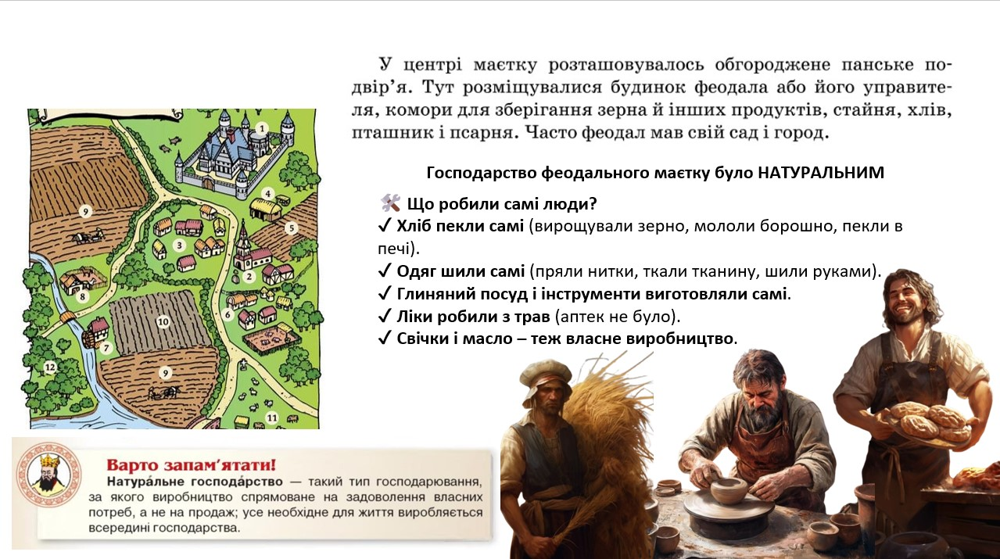 У центрі маєтку розташовувалось обгороджене панське по-
двір’я. Тут розміщувалися будинок феодала або його управите-
ля, комори для зберігання зерна й інших продуктів, стайня, хлів,
пташник і псарня. Часто феодал мав свій сад і город.
Господарство феодального маєтку було НАТУРАЛЬНИМ
🛠️ Що робили самі люди?
✔ Хліб пекли самі (вирощували зерно, мололи борошно, пекли в
печі).
✔ Одяг шили самі (пряли нитки, ткали тканину, шили руками).
✔ Глиняний посуд і інструменти виготовляли самі.
✔ Ліки робили з трав (аптек не було).
✔ Свічки і масло – теж власне виробництво.
1
4
9
5
3
2
8
6
10
7
12
9
11
Варто запам’ятати!
Натура́льне господа́рство — такий тип господарювання,
за якого виробництво спрямоване на задоволення власних
потреб, а не на продаж; усе необхідне для життя виробляється
всередині господарства.